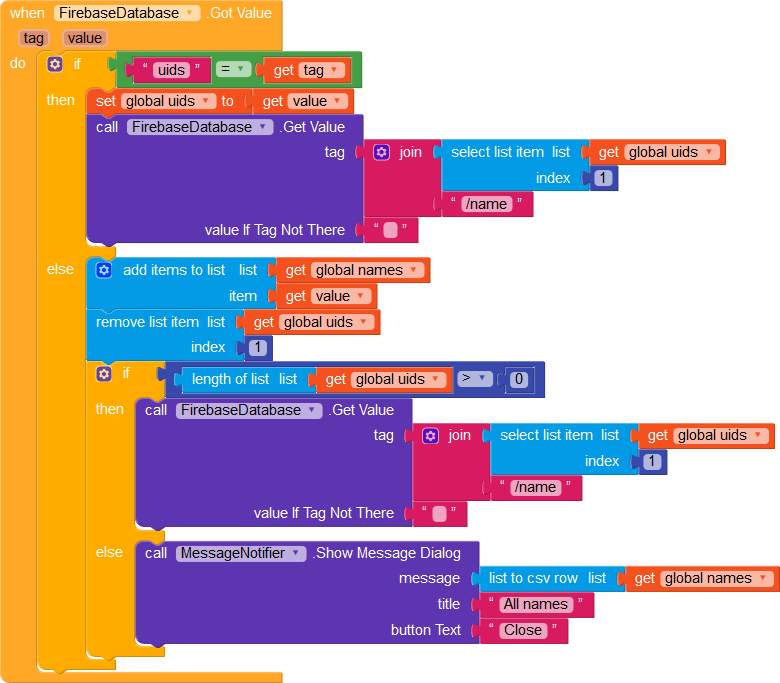 when FirebaseDatabase .Got Value
tag value
do if “ uids ” = get tag
then set global uids to get value
call FirebaseDatabase .Get Value
tag join select list item list get global uids
index 1
“ /name ”
value If Tag Not There “ ”
else add items to list list get global names
item get value
remove list item list get global uids
index 1
if length of list list get global uids > 0
then call FirebaseDatabase .Get Value
tag join select list item list get global uids
index 1
“ /name ”
value If Tag Not There “ ”
else call MessageNotifier .Show Message Dialog
message list to csv row list get global names
title “ All names ”
button Text “ Close ”